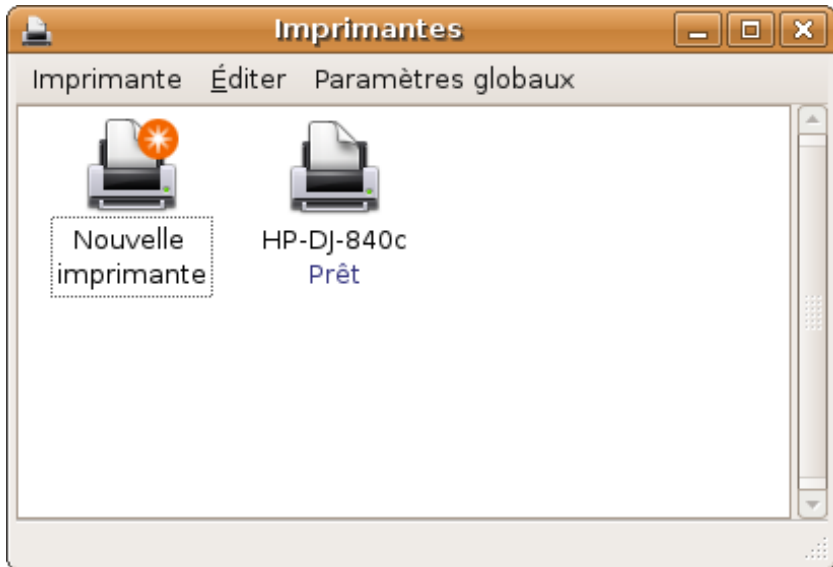 Imprimantes
Imprimante Éditer Paramètres globaux
Nouvelle
imprimante
HP-DJ-840c
Prêt